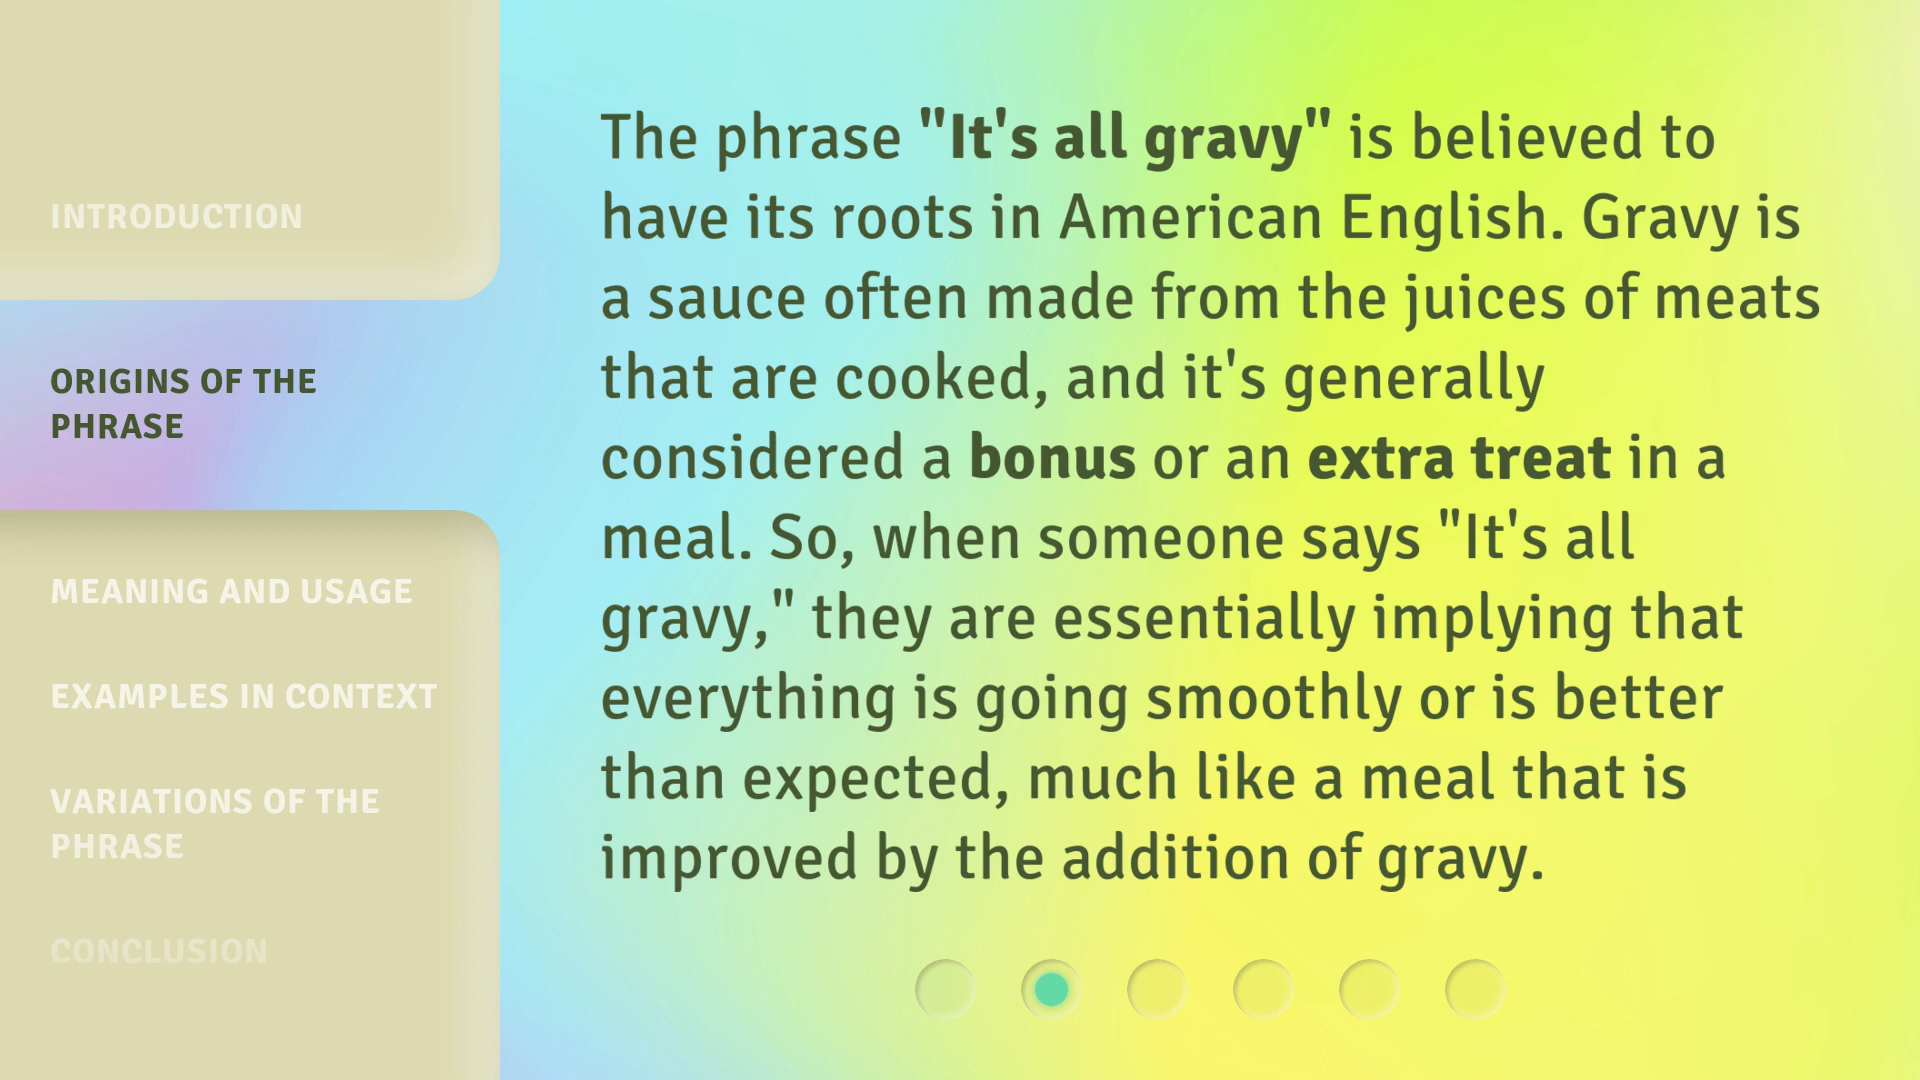 INTRODUCTION
ORIGINS OF THE
PHRASE
MEANING AND USAGE
EXAMPLES IN CONTEXT
VARIATIONS OF THE
PHRASE
CONCLUSION
The phrase "It's all gravy" is believed to
have its roots in American English. Gravy is
a sauce often made from the juices of meats
that are cooked, and it's generally
considered a bonus or an extra treat in a
meal. So, when someone says "It's all
gravy," they are essentially implying that
everything is going smoothly or is better
than expected, much like a meal that is
improved by the addition of gravy.